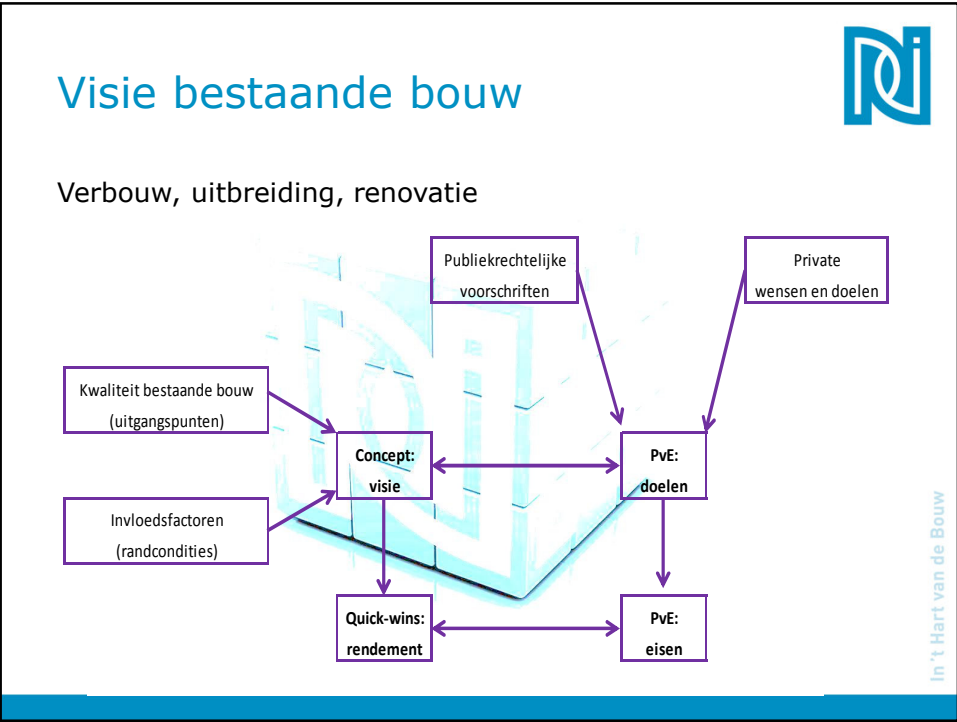 Visie bestaande bouw
Verbouw, uitbreiding, renovatie
Publiekrechtelijke
voorschriften
Private
wensen en doelen
Kwaliteit bestaande bouw
(uitgangspunten)
Concept:
visie
PvE:
doelen
Invloedsfactoren
(randcondities)
Quick-wins:
rendement
PvE:
eisen
In 't Hart van de Bouw